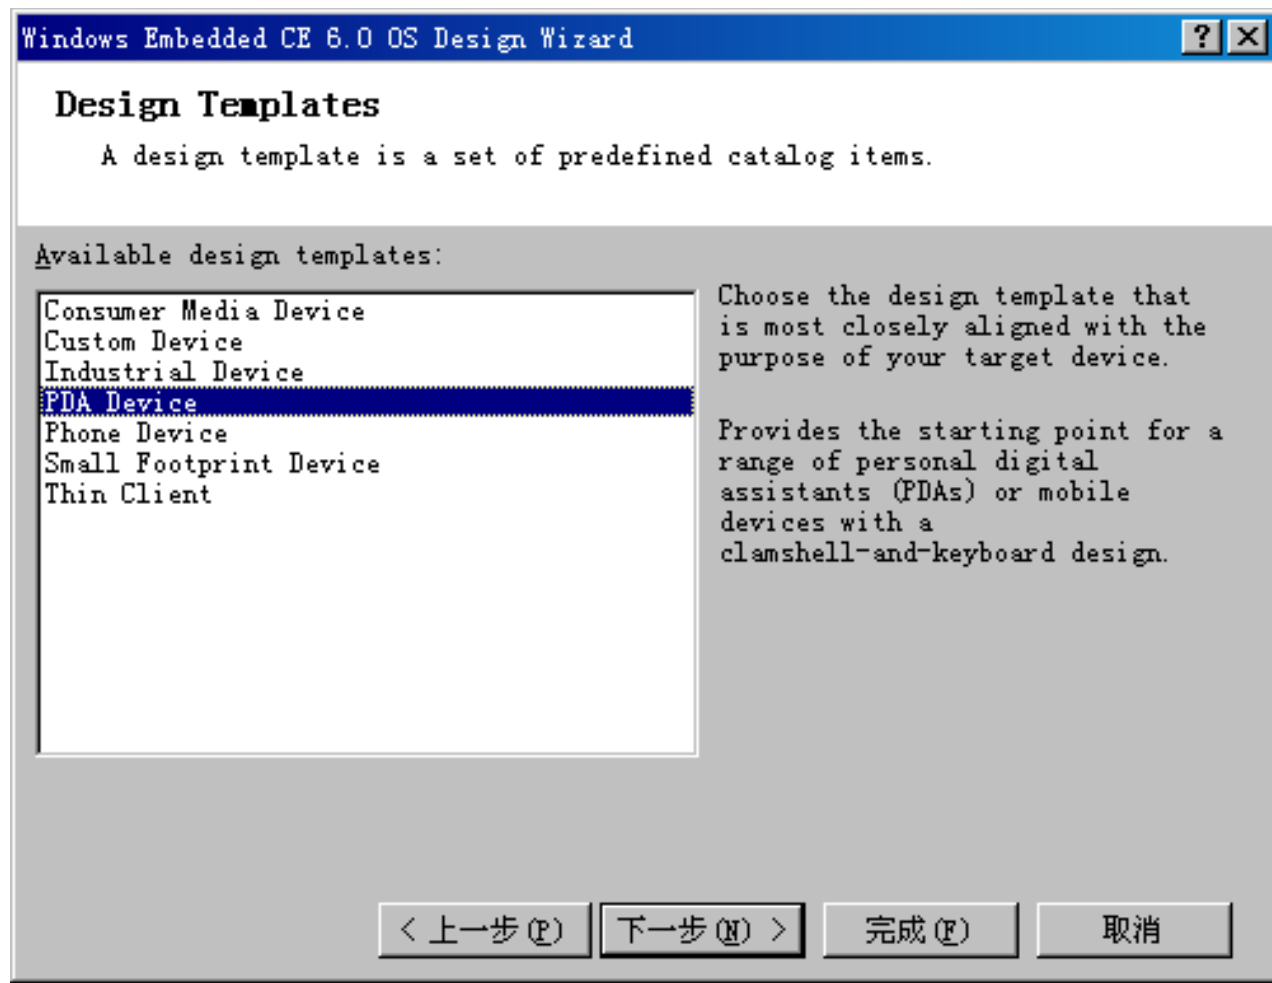 Windows Embedded CE 6.0 OS Design Wizard
Design Templates
A design template is a set of predefined catalog items.
Available design templates:
Consumer Media Device
Custom Device
Industrial Device
PDA Device
Phone Device
Small Footprint Device
Thin Client
Choose the design template that
is most closely aligned with the
purpose of your target device.
Provides the starting point for a
range of personal digital
assistants (PDAs) or mobile
devices with a
clamshell-and-keyboard design.
< 上一步(P)
下一步(N) >
完成(F)
取消